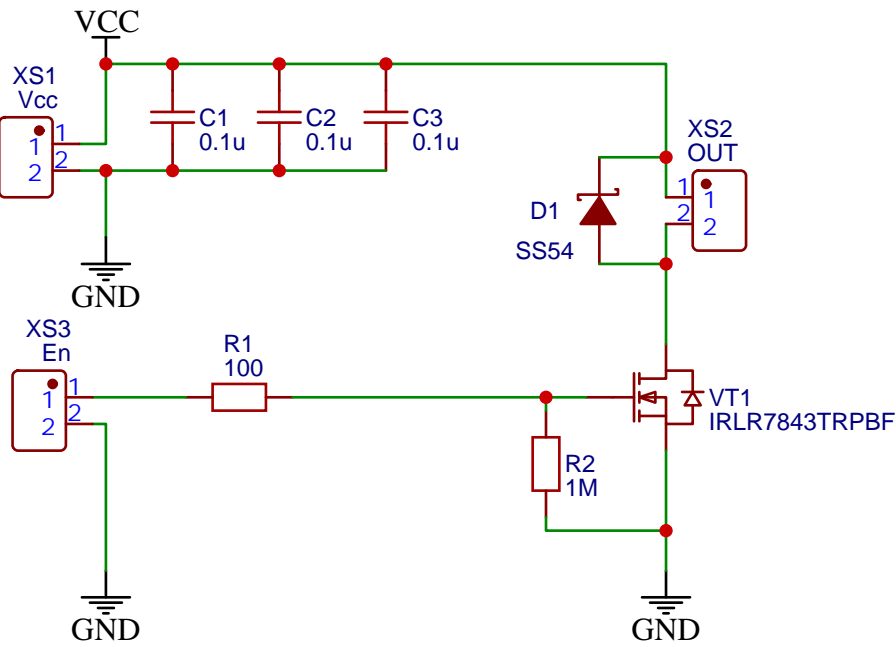 VCC
XS1
Vcc
1 1
2 2
C1
0.1u
C2
0.1u
C3
0.1u
GND
XS2
OUT
1 1
2 2
D1
SS54
XS3
En
1 1
2 2
GND
R1
100
R2
1M
VT1
IRLR7843TRPBF
GND